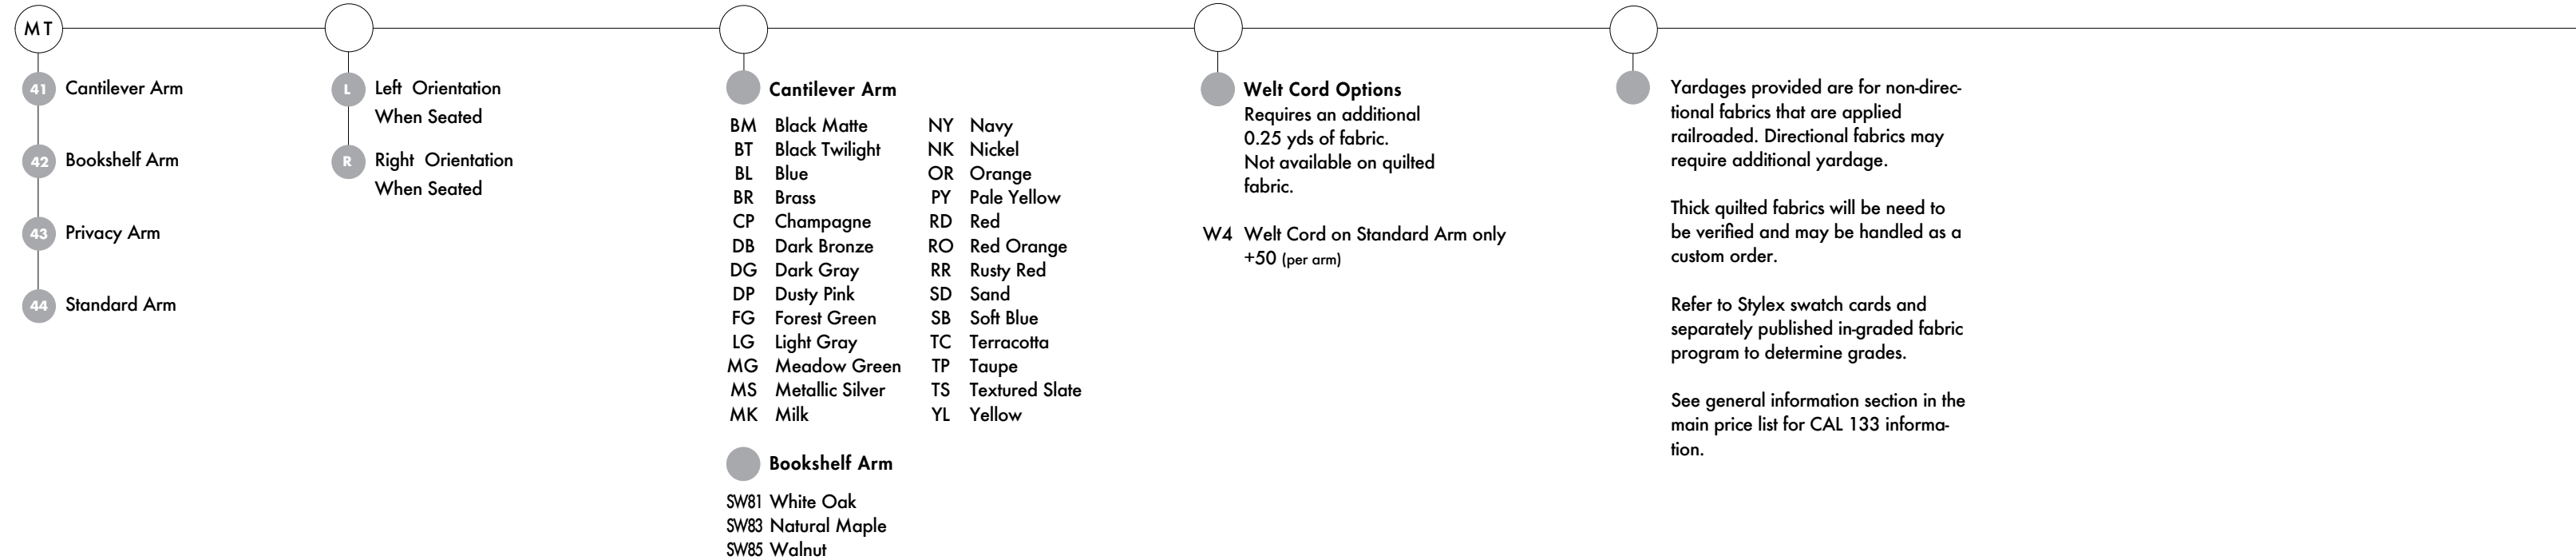 MT
41 Cantilever Arm
42 Bookshelf Arm
43 Privacy Arm
44 Standard Arm
L Left Orientation
When Seated
R Right Orientation
When Seated
Cantilever Arm
BM Black Matte
BT Black Twilight
BL Blue
BR Brass
CP Champagne
DB Dark Bronze
DG Dark Gray
DP Dusty Pink
FG Forest Green
LG Light Gray
MG Meadow Green
MS Metallic Silver
MK Milk
NY Navy
NK Nickel
OR Orange
PY Pale Yellow
RD Red
RO Red Orange
RR Rusty Red
SD Sand
SB Soft Blue
TC Terracotta
TP Taupe
TS Textured Slate
YL Yellow
Bookshelf Arm
SW81 White Oak
SW83 Natural Maple
SW85 Walnut
Welt Cord Options
Requires an additional
0.25 yds of fabric.
Not available on quilted
fabric.
W4 Welt Cord on Standard Arm only
+50 (per arm)
Yardages provided are for non-direc-
tional fabrics that are applied
railroaded. Directional fabrics may
require additional yardage.
Thick quilted fabrics will be need to
be verified and may be handled as a
custom order.
Refer to Stylex swatch cards and
separately published in-graded fabric
program to determine grades.
See general information section in the
main price list for CAL 133 informa-
tion.